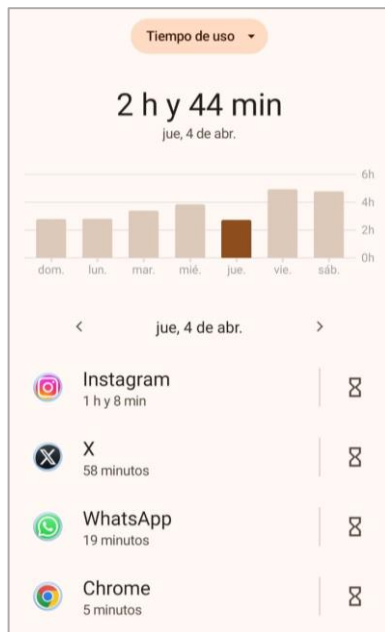 Tiempo de uso
2 h y 44 min
jue, 4 de abr.
6h
4h
2h
0h
dom. lun. mar. mié. jue. vie. sáb.
jue, 4 de abr.
Instagram
1 h y 8 min
X
58 minutos
WhatsApp
19 minutos
Chrome
5 minutos